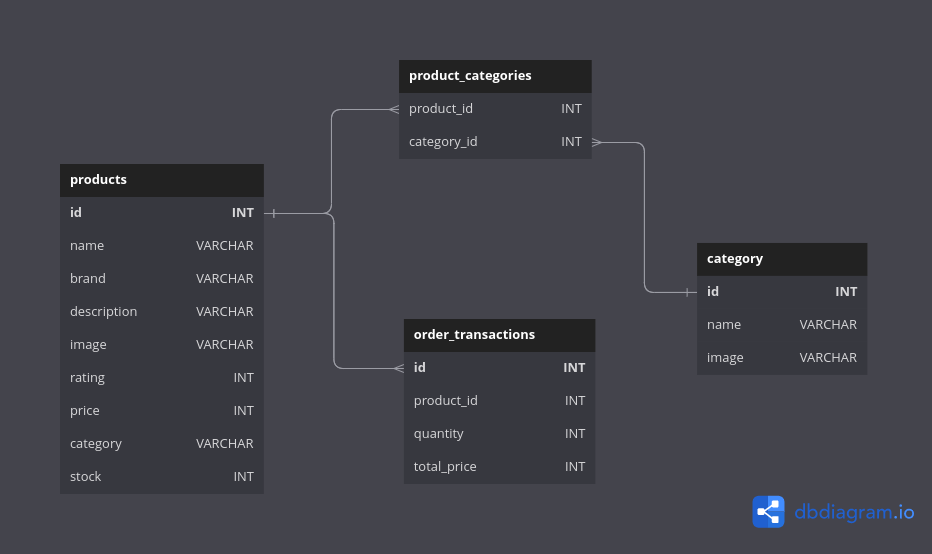 product_categories
product_id INT
category_id INT
products
id INT
name VARCHAR
brand VARCHAR
description VARCHAR
image VARCHAR
rating INT
price INT
category VARCHAR
stock INT
category
id INT
name VARCHAR
image VARCHAR
order_transactions
id INT
product_id INT
quantity INT
total_price INT
dbdiagram.io